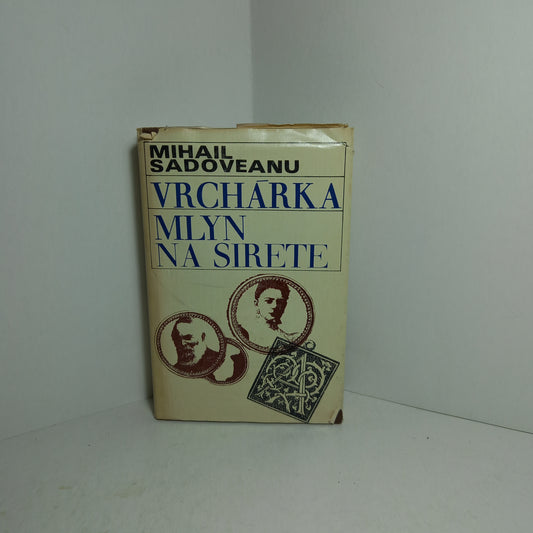 MIHAIL
SADOVEANU
VRCHÁRKA
MLYN
NA SIRETE